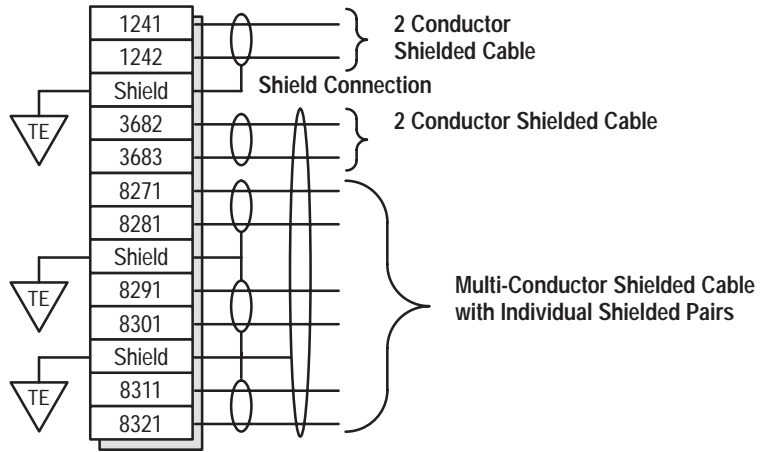 1241
1242
Shield
3682
3683
8271
8281
Shield
8291
8301
Shield
8311
8321
TE
TE
TE
2 Conductor
Shielded Cable
Shield Connection
2 Conductor Shielded Cable
Multi-Conductor Shielded Cable
with Individual Shielded Pairs